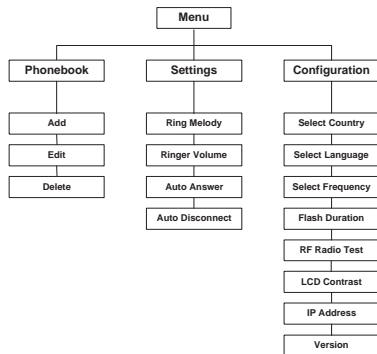 Menu
Phonebook
Settings
Configuration
Add
Edit
Delete
Ring Melody
Ringer Volume
Auto Answer
Auto Disconnect
Select Country
Select Language
Select Frequency
Flash Duration
RF Radio Test
LCD Contrast
IP Address
Version